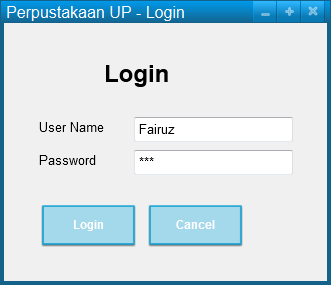 Perpustakaan UP - Login
Login
User Name Fairuz
Password ***
Login Cancel